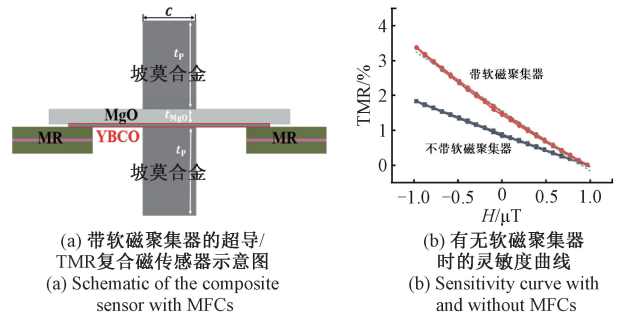 C
t_P
坡莫合金
MgO
t_MgO
MR
YBCO
MR
t_P
坡莫合金
(a) 带软磁聚集器的超导/
TMR复合磁传感器示意图
(a) Schematic of the composite
sensor with MFCs
TMR/%
4
3
2
1
0
带软磁聚集器
不带软磁聚集器
−1.0 −0.5 0 0.5 1.0
H/μT
(b) 有无软磁聚集器
时的灵敏度曲线
(b) Sensitivity curve with
and without MFCs